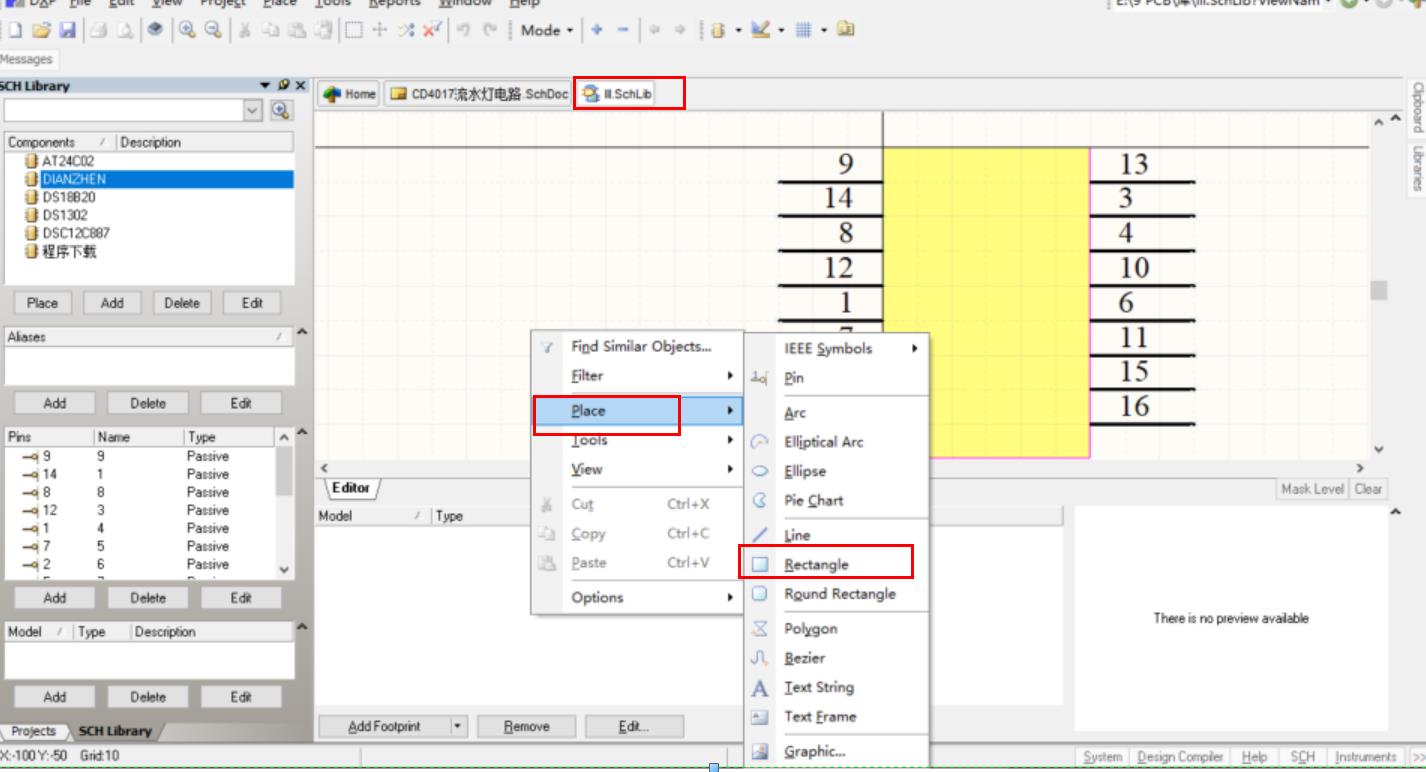 DXP File Edit View Project Place Tools Reports Window Help
E:\9 PCB\库\III.SchLib?ViewNam
Mode
Messages
SCH Library
Home
CD4017流水灯电路.SchDoc
III.SchLib
Clipboard
Libraries
Components / Description
AT24C02
DIANZHEN
DS18B20
DS1302
DSC12C887
程序下载
Place Add Delete Edit
Aliases /
Add Delete Edit
Pins Name Type
9 9 Passive
14 1 Passive
8 8 Passive
12 3 Passive
1 4 Passive
7 5 Passive
2 6 Passive
Add Delete Edit
Model / Type Description
Add Delete Edit
Projects SCH Library
X:-100 Y:-50 Grid:10
9 13
14 3
8 4
12 10
1 6
7 11
15
16
Find Similar Objects...
Filter
Place
Tools
View
Cut Ctrl+X
Copy Ctrl+C
Paste Ctrl+V
Options
IEEE Symbols
Pin
Arc
Elliptical Arc
Ellipse
Pie Chart
Line
Rectangle
Round Rectangle
Polygon
Bezier
Text String
Text Frame
Graphic...
Editor
Mask Level Clear
Model / Type
There is no preview available
Add Footprint Remove Edit...
System Design Compiler Help SCH Instruments >>